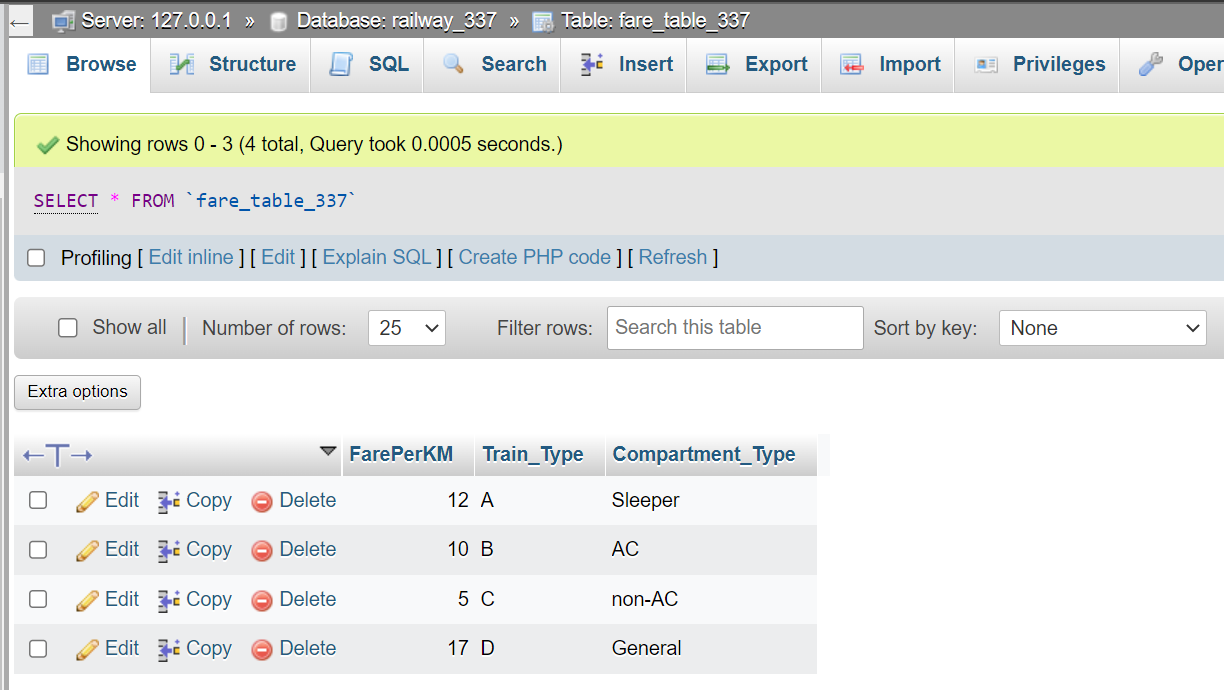 Server: 127.0.0.1 » Database: railway_337 » Table: fare_table_337
Browse Structure SQL Search Insert Export Import Privileges Oper
Showing rows 0 - 3 (4 total, Query took 0.0005 seconds.)
SELECT * FROM `fare_table_337`
Profiling [ Edit inline ] [ Edit ] [ Explain SQL ] [ Create PHP code ] [ Refresh ]
Show all | Number of rows: 25 Filter rows: Search this table Sort by key: None
Extra options
←T→ FarePerKM Train_Type Compartment_Type
Edit Copy Delete 12 A Sleeper
Edit Copy Delete 10 B AC
Edit Copy Delete 5 C non-AC
Edit Copy Delete 17 D General